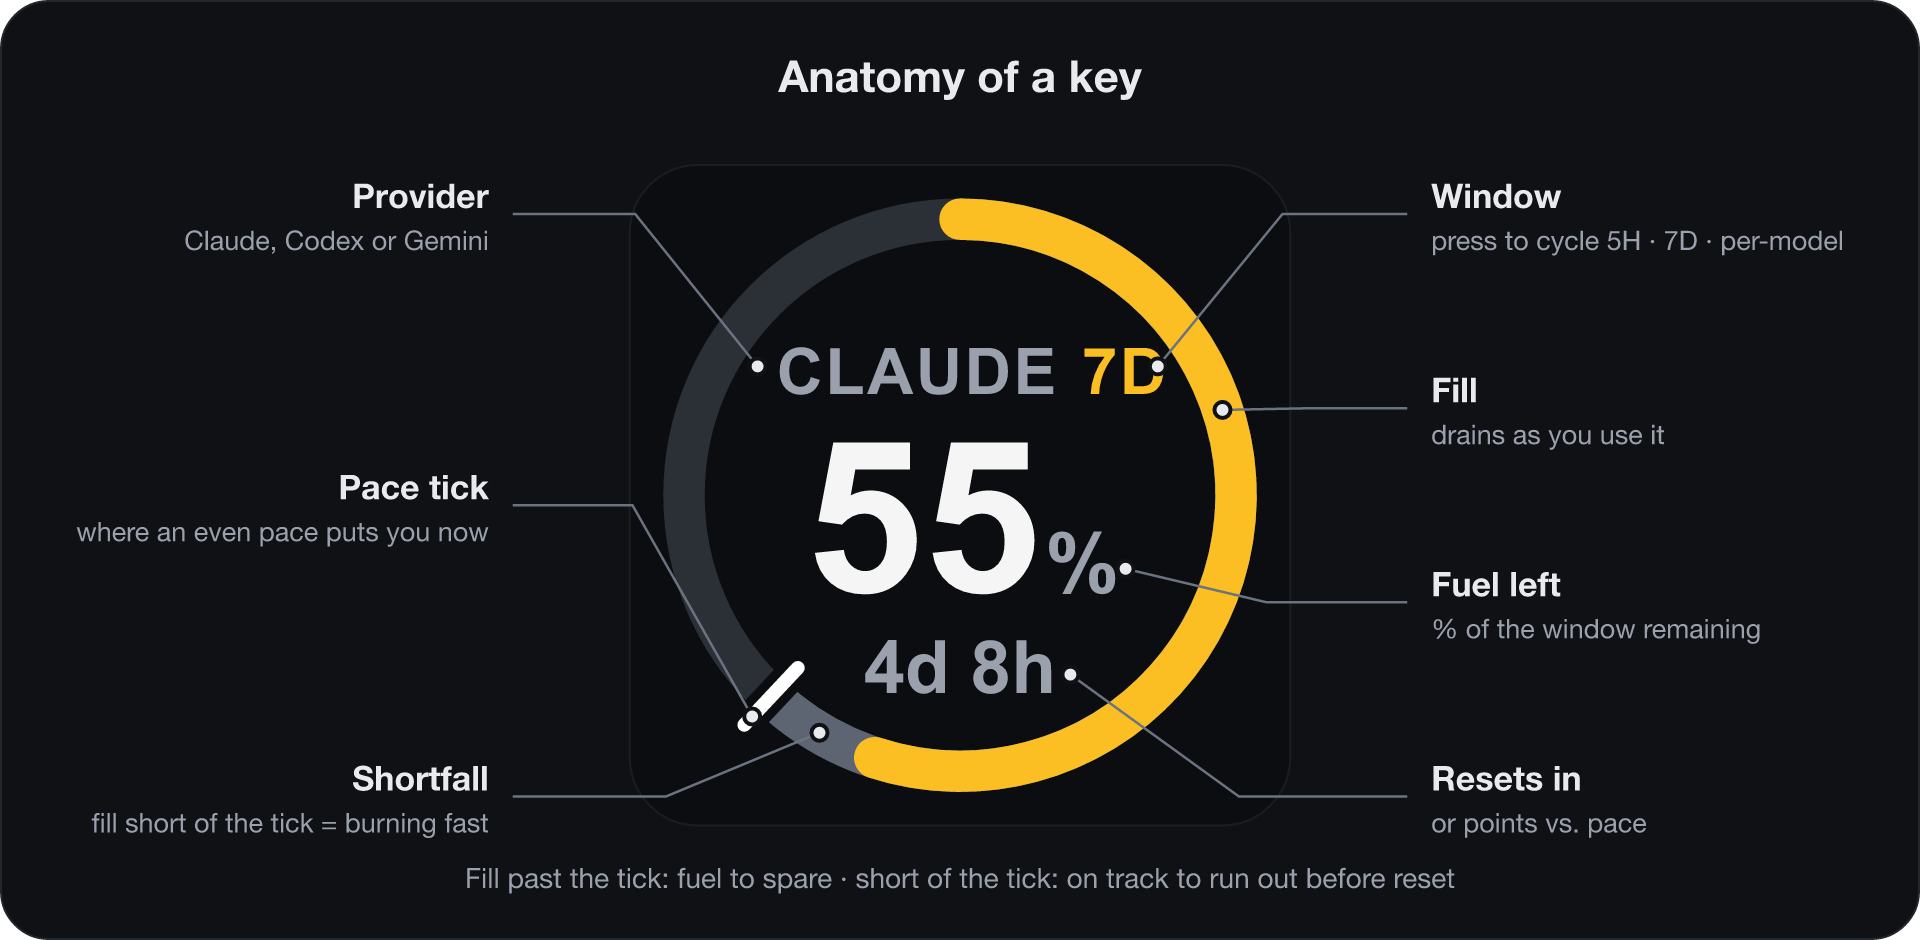 Anatomy of a key
Provider
Claude, Codex or Gemini
Pace tick
where an even pace puts you now
Shortfall
fill short of the tick = burning fast
CLAUDE 7D
55%
4d 8h
Window
press to cycle 5H · 7D · per-model
Fill
drains as you use it
Fuel left
% of the window remaining
Resets in
or points vs. pace
Fill past the tick: fuel to spare · short of the tick: on track to run out before reset